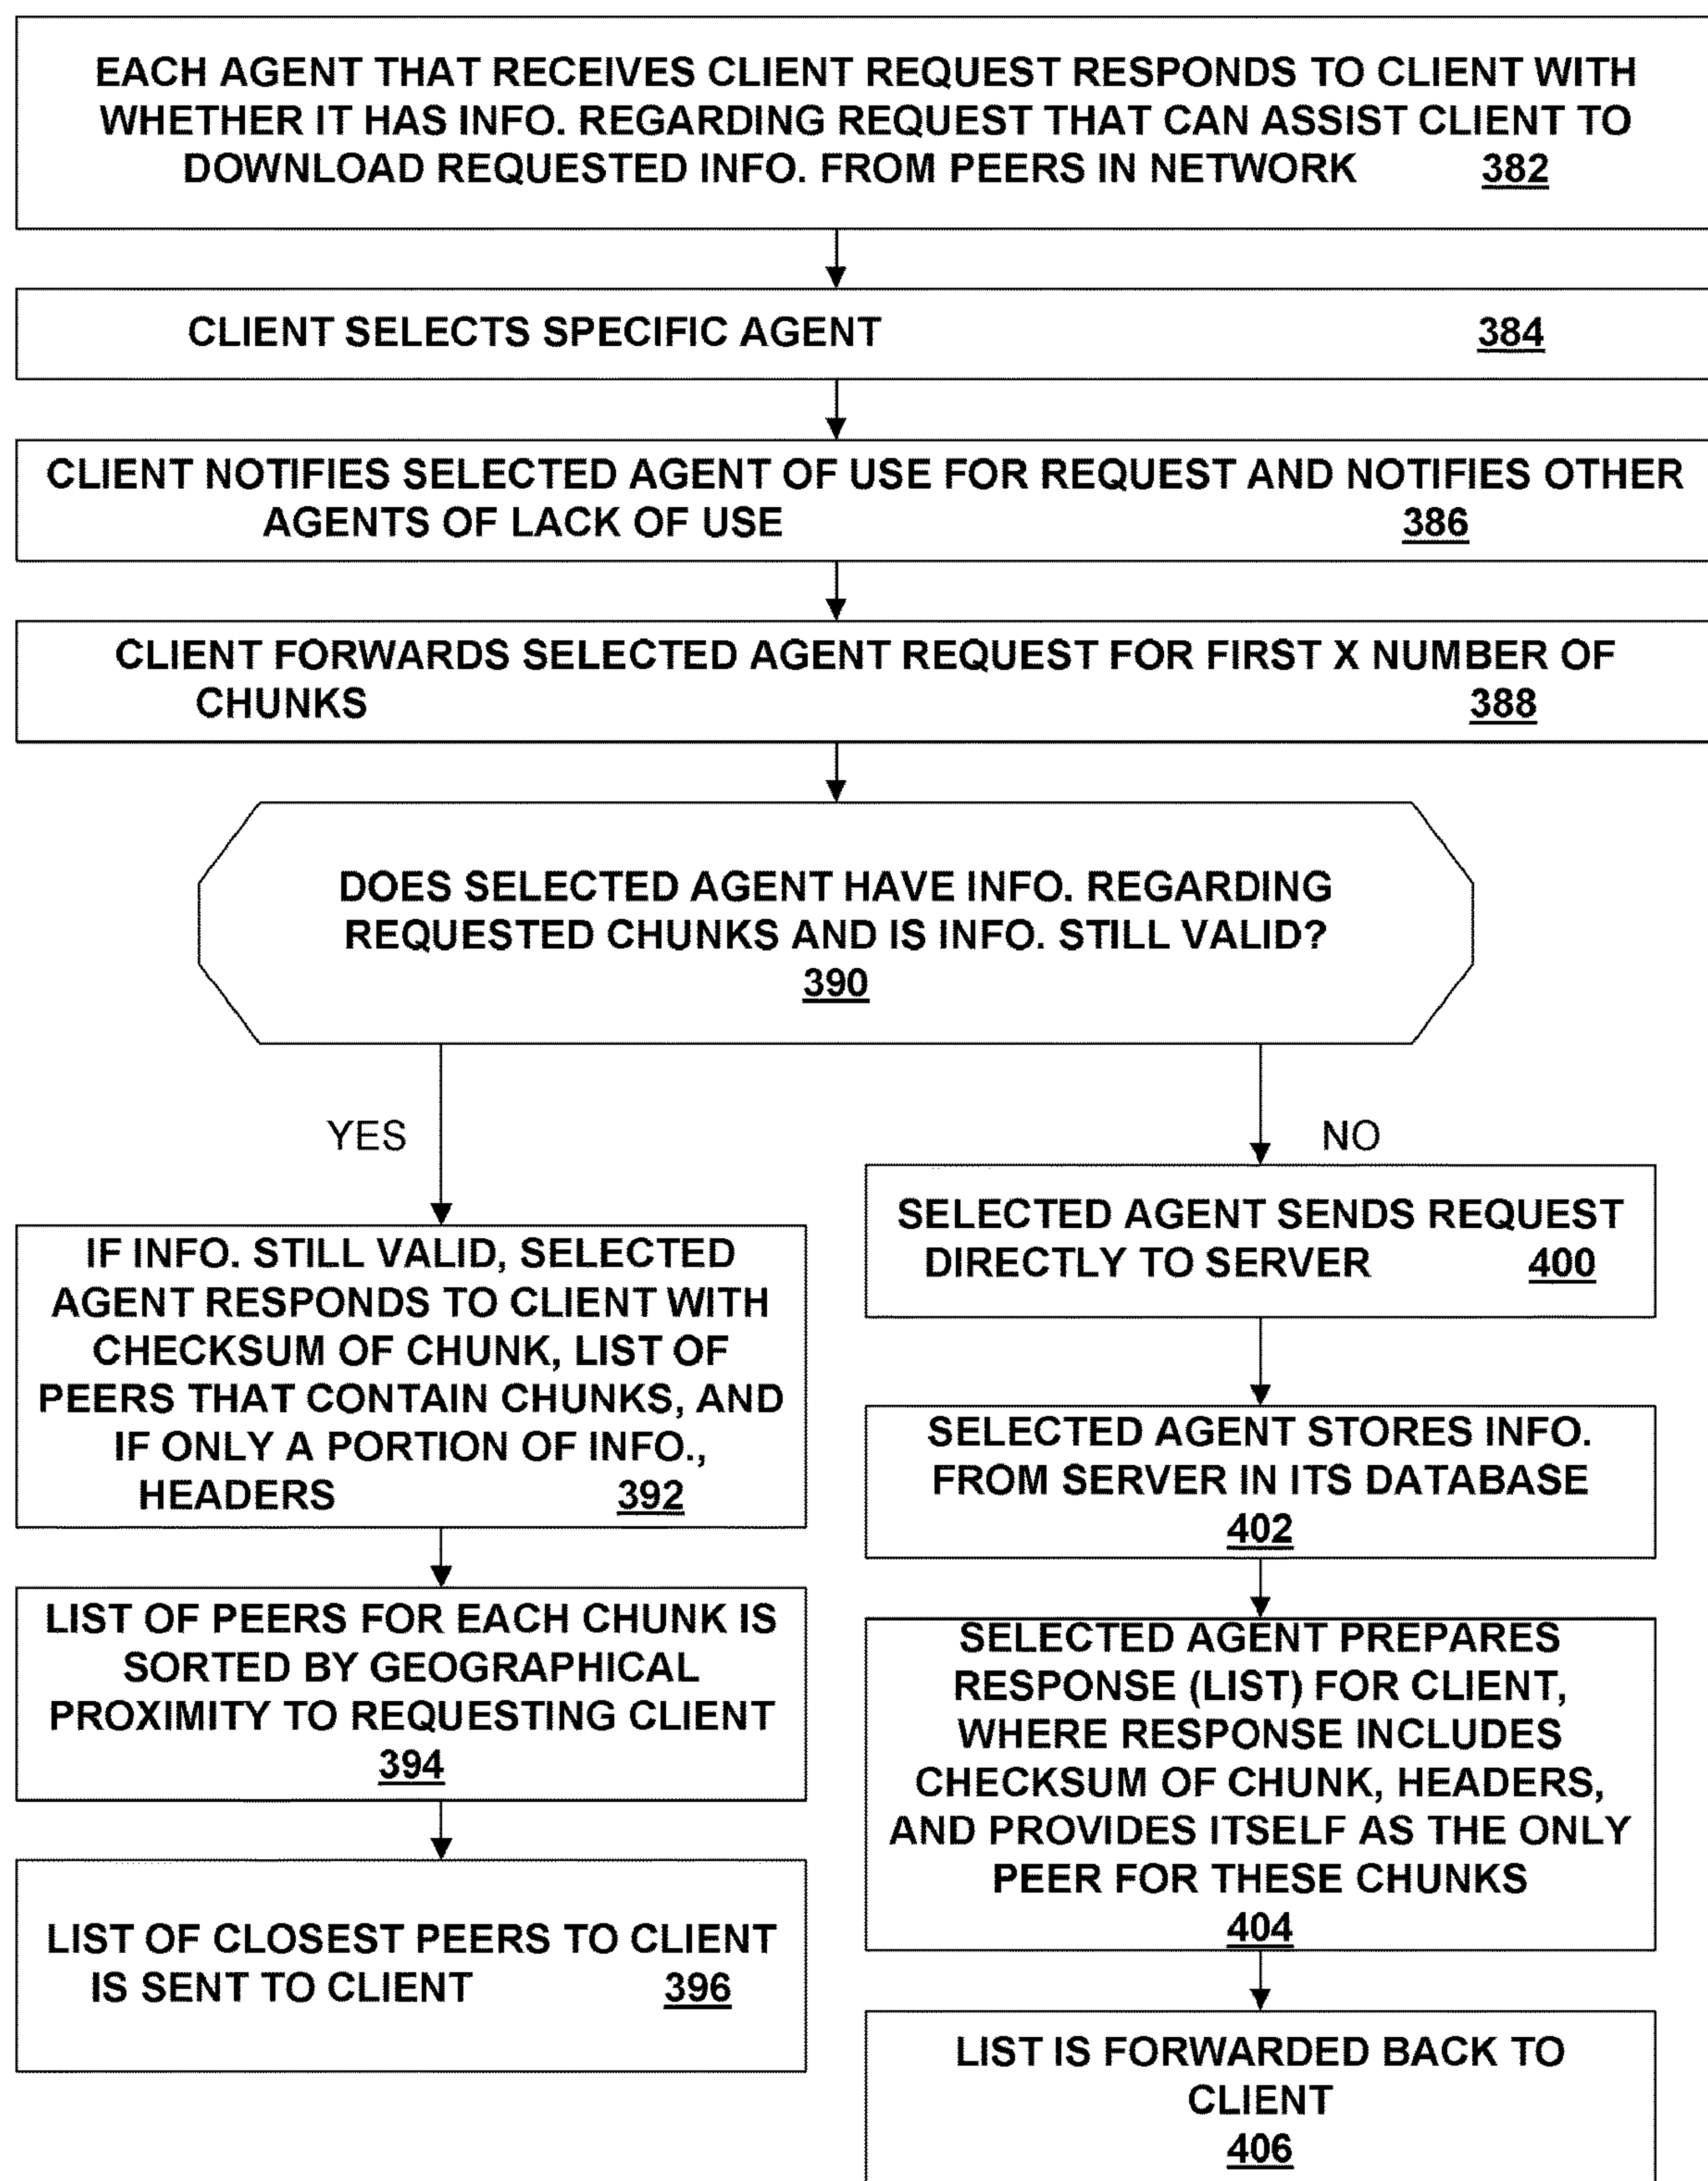 EACH AGENT THAT RECEIVES CLIENT REQUEST RESPONDS TO CLIENT WITH
WHETHER IT HAS INFO. REGARDING REQUEST THAT CAN ASSIST CLIENT TO
DOWNLOAD REQUESTED INFO. FROM PEERS IN NETWORK 382
CLIENT SELECTS SPECIFIC AGENT 384
CLIENT NOTIFIES SELECTED AGENT OF USE FOR REQUEST AND NOTIFIES OTHER
AGENTS OF LACK OF USE 386
CLIENT FORWARDS SELECTED AGENT REQUEST FOR FIRST X NUMBER OF
CHUNKS 388
DOES SELECTED AGENT HAVE INFO. REGARDING
REQUESTED CHUNKS AND IS INFO. STILL VALID?
390
YES
IF INFO. STILL VALID, SELECTED
AGENT RESPONDS TO CLIENT WITH
CHECKSUM OF CHUNK, LIST OF
PEERS THAT CONTAIN CHUNKS, AND
IF ONLY A PORTION OF INFO.,
HEADERS 392
LIST OF PEERS FOR EACH CHUNK IS
SORTED BY GEOGRAPHICAL
PROXIMITY TO REQUESTING CLIENT
394
LIST OF CLOSEST PEERS TO CLIENT
IS SENT TO CLIENT 396
NO
SELECTED AGENT SENDS REQUEST
DIRECTLY TO SERVER 400
SELECTED AGENT STORES INFO.
FROM SERVER IN ITS DATABASE
402
SELECTED AGENT PREPARES
RESPONSE (LIST) FOR CLIENT,
WHERE RESPONSE INCLUDES
CHECKSUM OF CHUNK, HEADERS,
AND PROVIDES ITSELF AS THE ONLY
PEER FOR THESE CHUNKS
404
LIST IS FORWARDED BACK TO
CLIENT
406